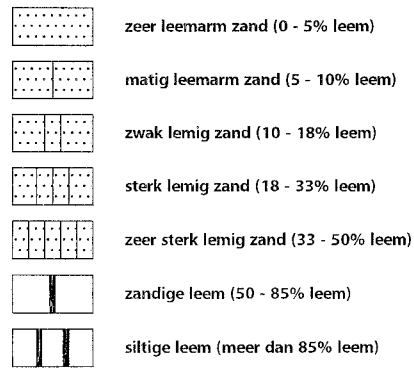 zeer leemarm zand (0 - 5% leem)
matig leemarm zand (5 - 10% leem)
zwak lemig zand (10 - 18% leem)
sterk lemig zand (18 - 33% leem)
zeer sterk lemig zand (33 - 50% leem)
zandige leem (50 - 85% leem)
siltige leem (meer dan 85% leem)